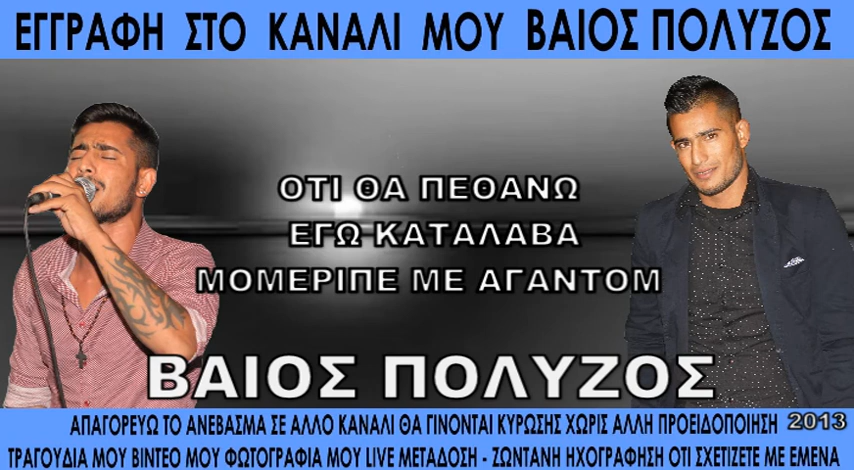 ΕΓΓΡΑΦΗ ΣΤΟ ΚΑΝΑΛΙ ΜΟΥ ΒΑΙΟΣ ΠΟΛΥΖΟΣ
ΟΤΙ ΘΑ ΠΕΘΑΝΩ
ΕΓΩ ΚΑΤΑΛΑΒΑ
ΜΟΜΕΡΙΠΕ ΜΕ ΑΓΑΝΤΟΜ
ΒΑΙΟΣ ΠΟΛΥΖΟΣ
ΑΠΑΓΟΡΕΥΩ ΤΟ ΑΝΕΒΑΣΜΑ ΣΕ ΑΛΛΟ ΚΑΝΑΛΙ ΘΑ ΓΙΝΟΝΤΑΙ ΚΥΡΩΣΗΣ ΧΩΡΙΣ ΑΛΛΗ ΠΡΟΕΙΔΟΠΟΙΗΣΗ 2013
ΤΡΑΓΟΥΔΙΑ ΜΟΥ ΒΙΝΤΕΟ ΜΟΥ ΦΩΤΟΓΡΑΦΙΑ ΜΟΥ LIVE ΜΕΤΑΔΟΣΗ - ΖΩΝΤΑΝΗ ΗΧΟΓΡΑΦΗΣΗ ΟΤΙ ΣΧΕΤΙΖΕΤΕ ΜΕ ΕΜΕΝΑ